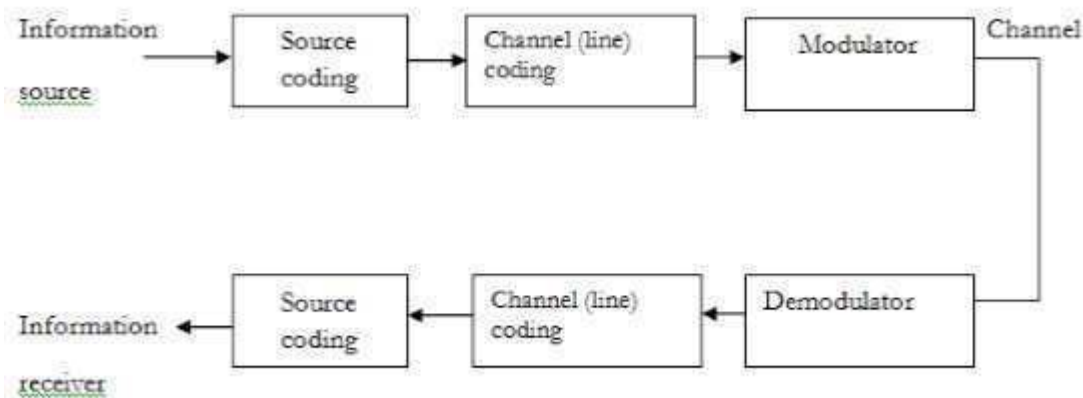 Information
source
Source
coding
Channel (line)
coding
Modulator
Channel
Source
coding
Channel (line)
coding
Demodulator
Information
receiver